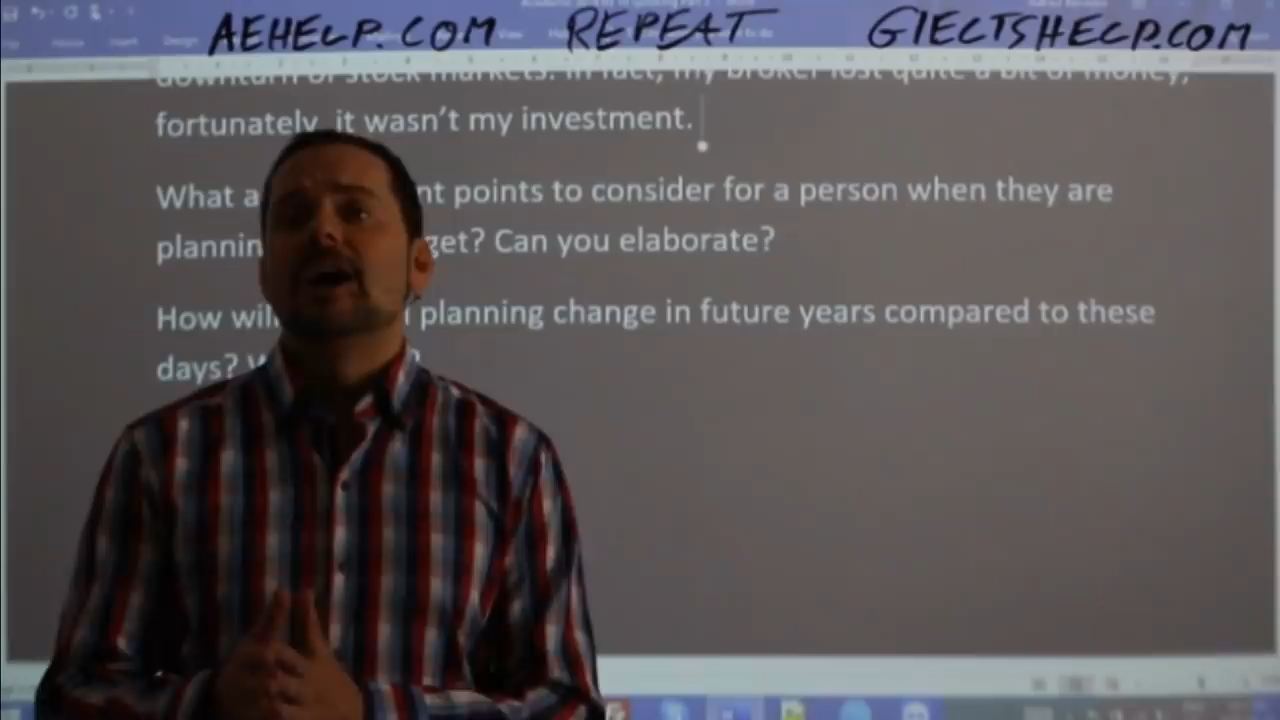 AEHELP.COM REPEAT GIELTSHELP.COM
downturn of stock markets. In fact, my broker lost quite a bit of money,
fortunately, it wasn't my investment.
What a nt points to consider for a person when they are
plannin get? Can you elaborate?
How will planning change in future years compared to these
days? W ?